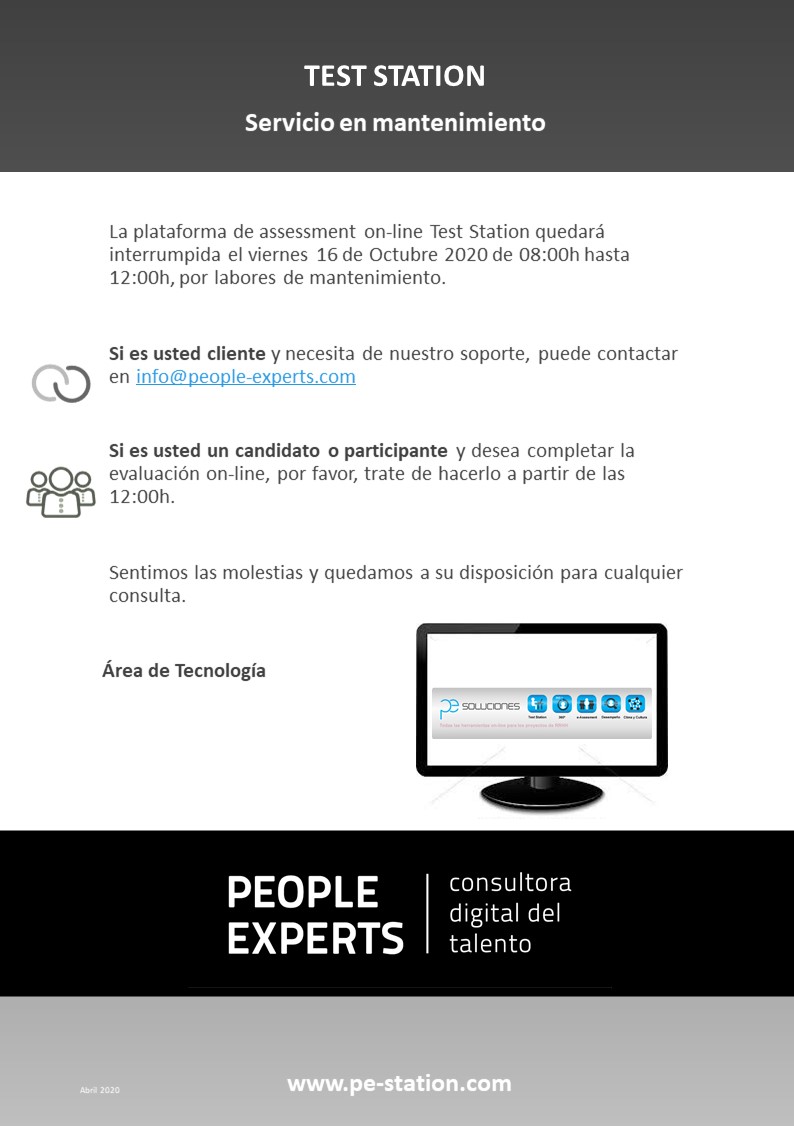 TEST STATION
Servicio en mantenimiento
La plataforma de assessment on-line Test Station quedará
interrumpida el viernes 16 de Octubre 2020 de 08:00h hasta
12:00h, por labores de mantenimiento.
Si es usted cliente y necesita de nuestro soporte, puede contactar
en info@people-experts.com
Si es usted un candidato o participante y desea completar la
evaluación on-line, por favor, trate de hacerlo a partir de las
12:00h.
Sentimos las molestias y quedamos a su disposición para cualquier
consulta.
Área de Tecnología
pe SOLUCIONES
Test Station 360° e-Assessment Desempeño Clima y Cultura
PEOPLE
EXPERTS
consultora
digital del
talento
www.pe-station.com
Abril 2020